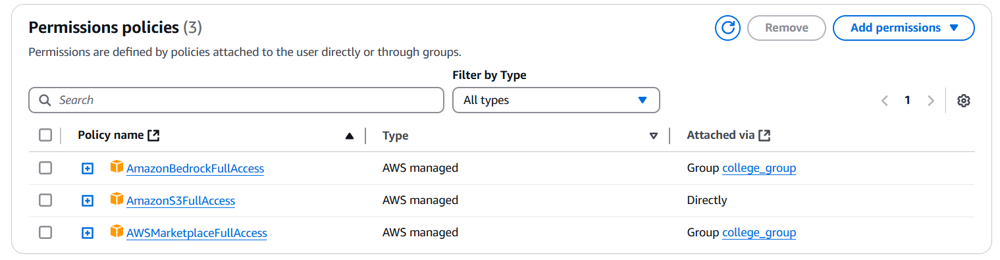 Permissions policies (3)
Remove
Add permissions
Permissions are defined by policies attached to the user directly or through groups.
Filter by Type
Search
All types
1
Policy name
Type
Attached via
AmazonBedrockFullAccess
AWS managed
Group college_group
AmazonS3FullAccess
AWS managed
Directly
AWSMarketplaceFullAccess
AWS managed
Group college_group